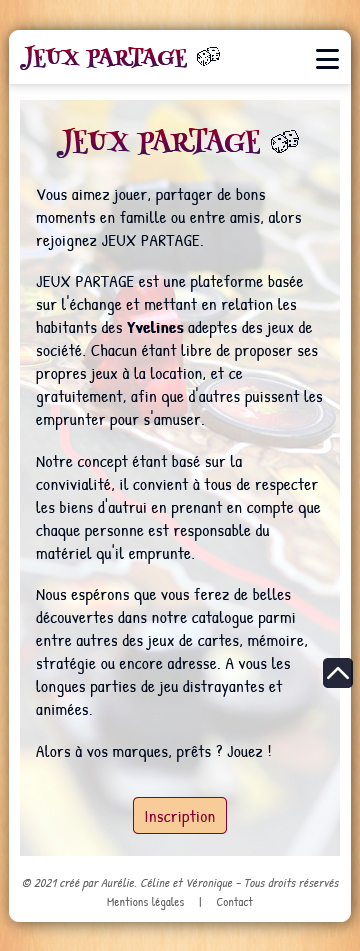 JEUX PARTAGE
JEUX PARTAGE
Vous aimez jouer, partager de bons
moments en famille ou entre amis, alors
rejoignez JEUX PARTAGE.
JEUX PARTAGE est une plateforme basée
sur l'échange et mettant en relation les
habitants des Yvelines adeptes des jeux de
société. Chacun étant libre de proposer ses
propres jeux à la location, et ce
gratuitement, afin que d'autres puissent les
emprunter pour s'amuser.
Notre concept étant basé sur la
convivialité, il convient à tous de respecter
les biens d'autrui en prenant en compte que
chaque personne est responsable du
matériel qu'il emprunte.
Nous espérons que vous ferez de belles
découvertes dans notre catalogue parmi
entre autres des jeux de cartes, mémoire,
stratégie ou encore adresse. A vous les
longues parties de jeu distrayantes et
animées.
Alors à vos marques, prêts ? Jouez !
Inscription
© 2021 créé par Aurélie. Céline et Véronique - Tous droits réservés
Mentions légales | Contact